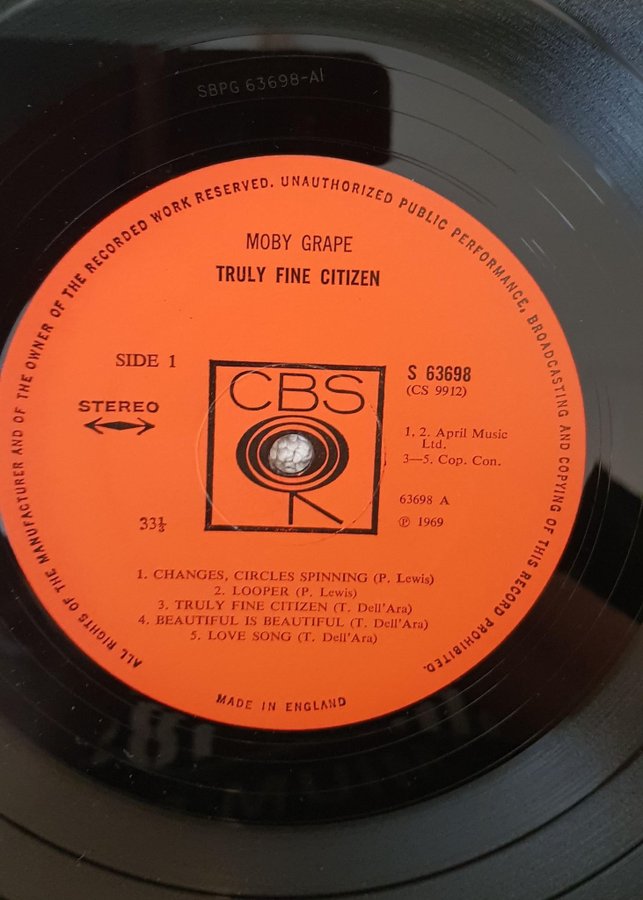 SBPG 63698-A1
ALL RIGHTS OF THE MANUFACTURER AND OF THE OWNER OF THE RECORDED WORK RESERVED. UNAUTHORIZED PUBLIC PERFORMANCE, BROADCASTING AND COPYING OF THIS RECORD PROHIBITED.
MOBY GRAPE
TRULY FINE CITIZEN
SIDE 1
STEREO
33⅓
CBS
S 63698
(CS 9912)
1, 2. April Music
Ltd.
3—5. Cop. Con.
63698 A
℗ 1969
1. CHANGES, CIRCLES SPINNING (P. Lewis)
2. LOOPER (P. Lewis)
3. TRULY FINE CITIZEN (T. Dell'Ara)
4. BEAUTIFUL IS BEAUTIFUL (T. Dell'Ara)
5. LOVE SONG (T. Dell'Ara)
MADE IN ENGLAND